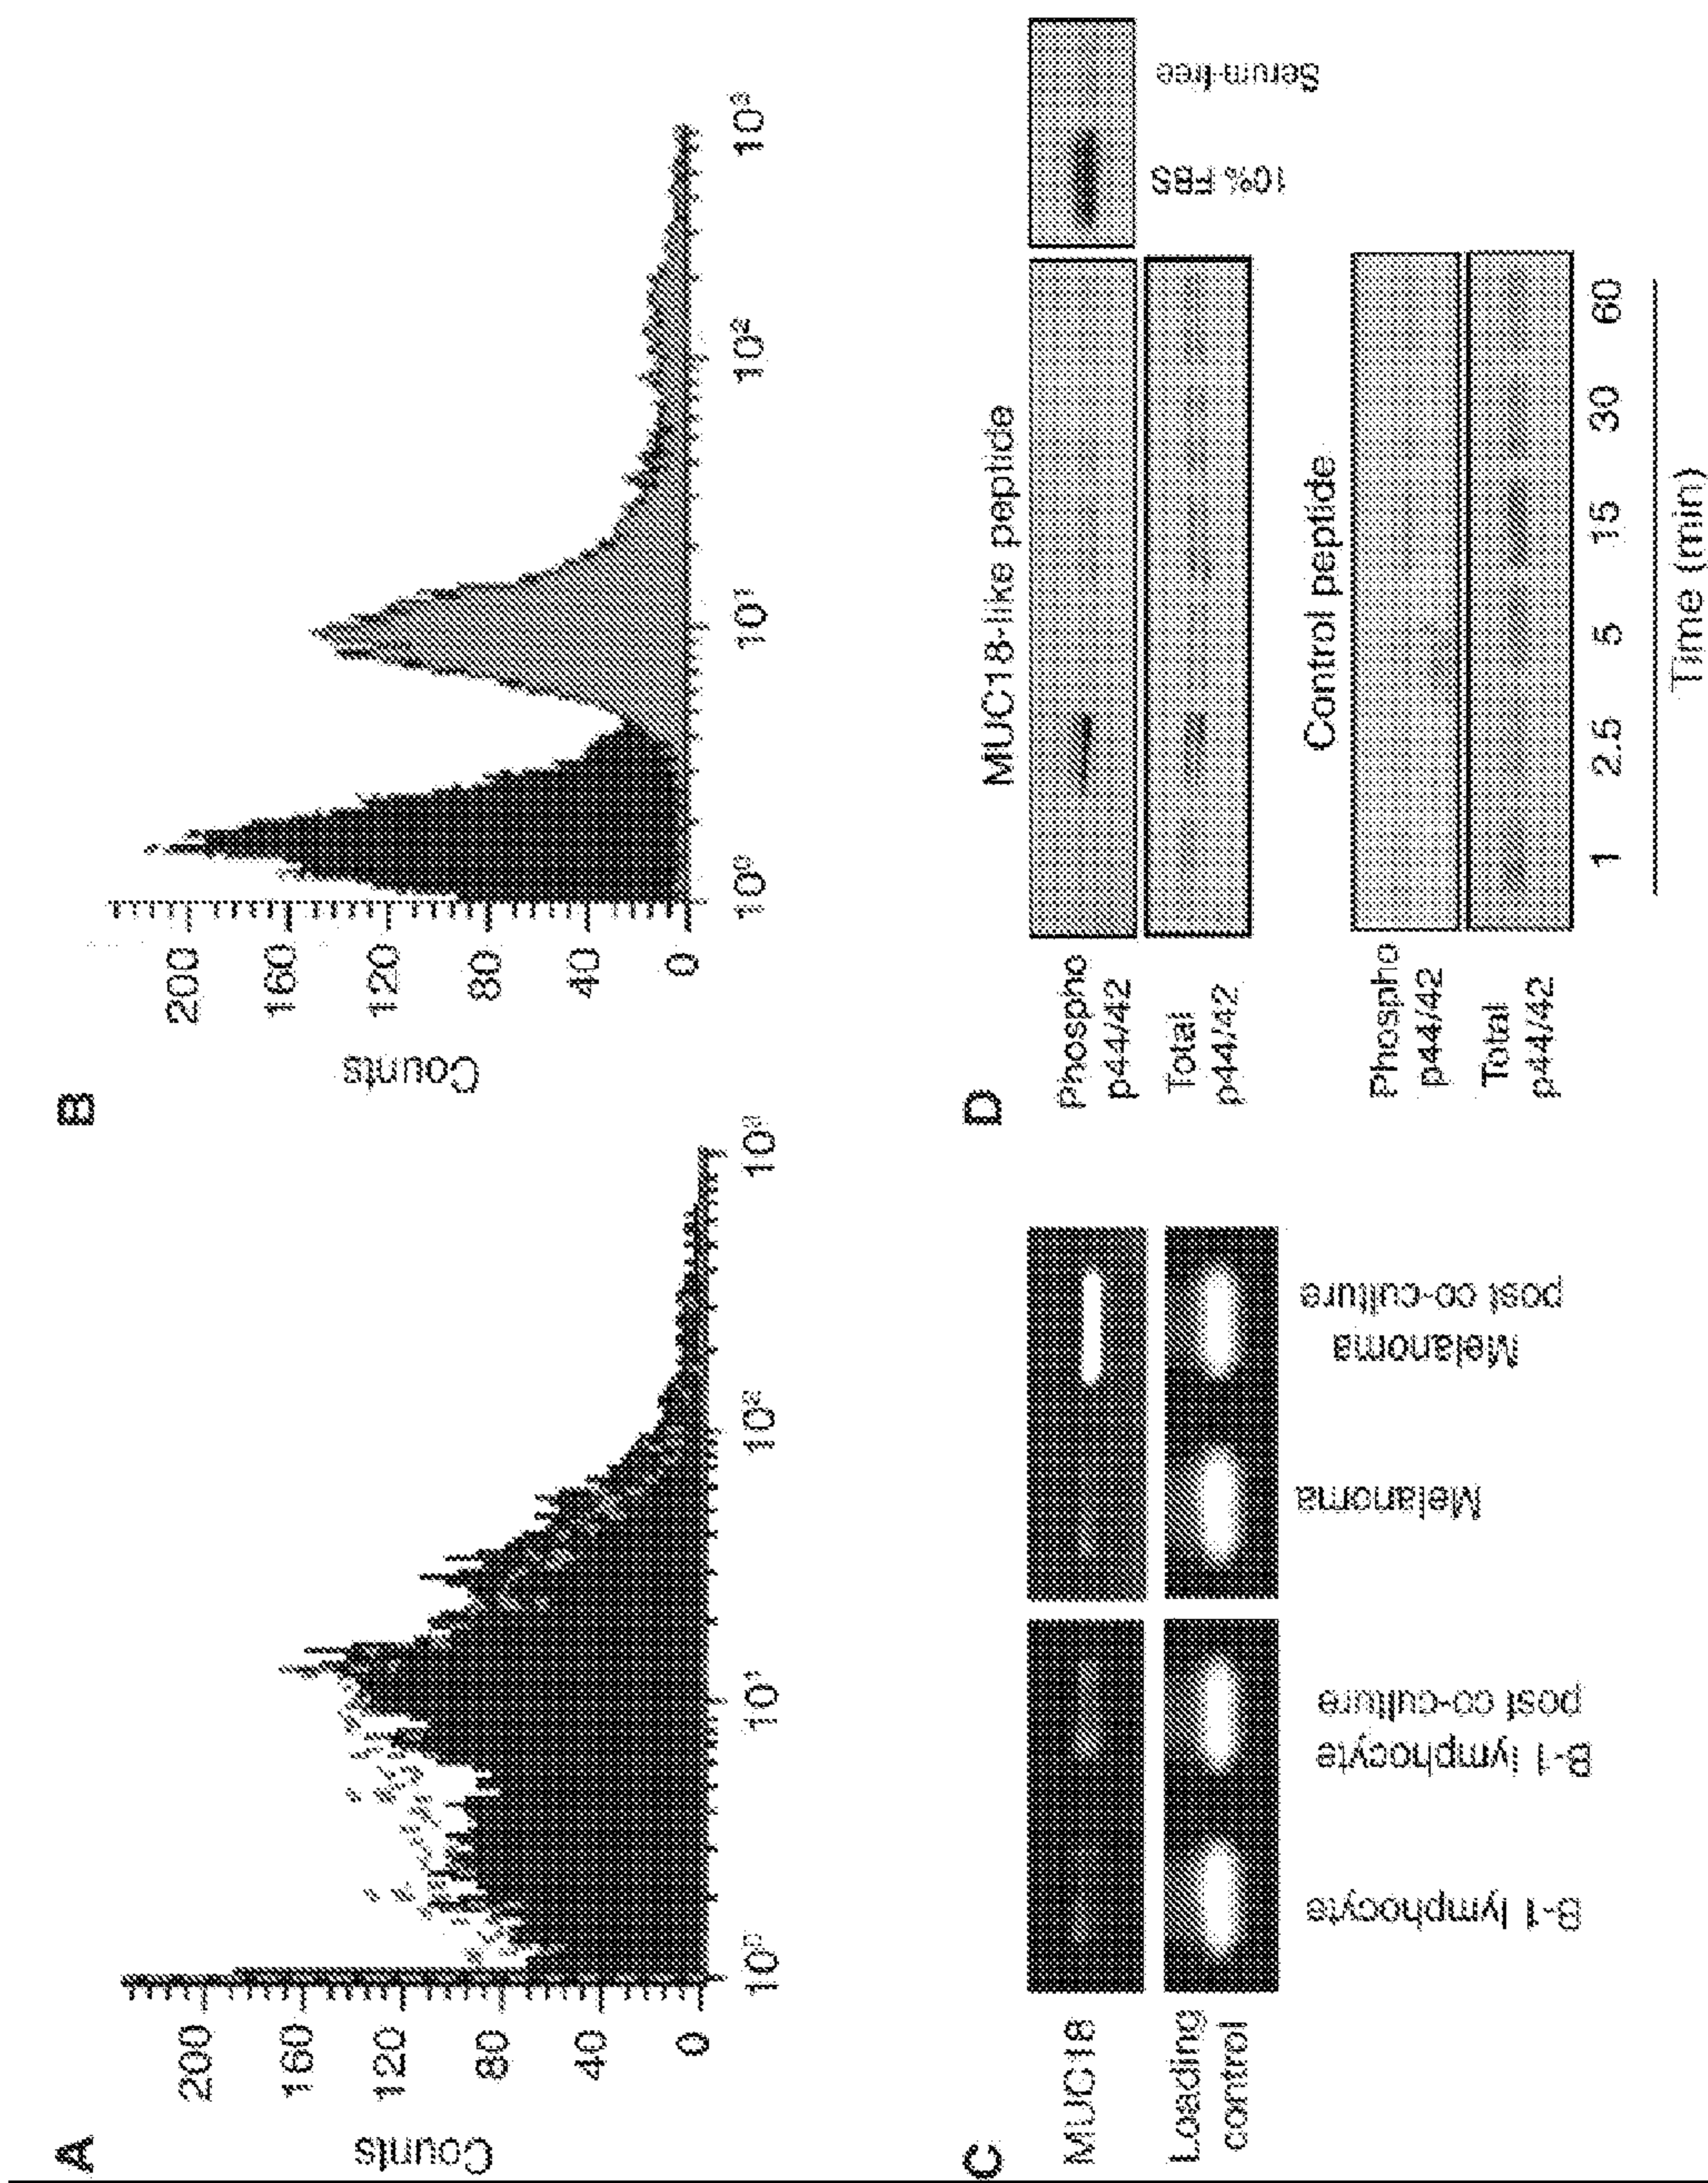 A
Counts
200
160
120
80
40
0
10⁰
10¹
10²
10³
B
Counts
200
160
120
80
40
0
10⁰
10¹
10²
10³
C
MUC18
Loading
control
B-1 lymphocyte
B-1 lymphocyte
post co-culture
Melanoma
Melanoma
post co-culture
D
MUC18-like peptide
Phospho
p44/42
Total
p44/42
10% FBS
Serum-free
Control peptide
Phospho
p44/42
Total
p44/42
1 2.5 5 15 30 60
Time (min)